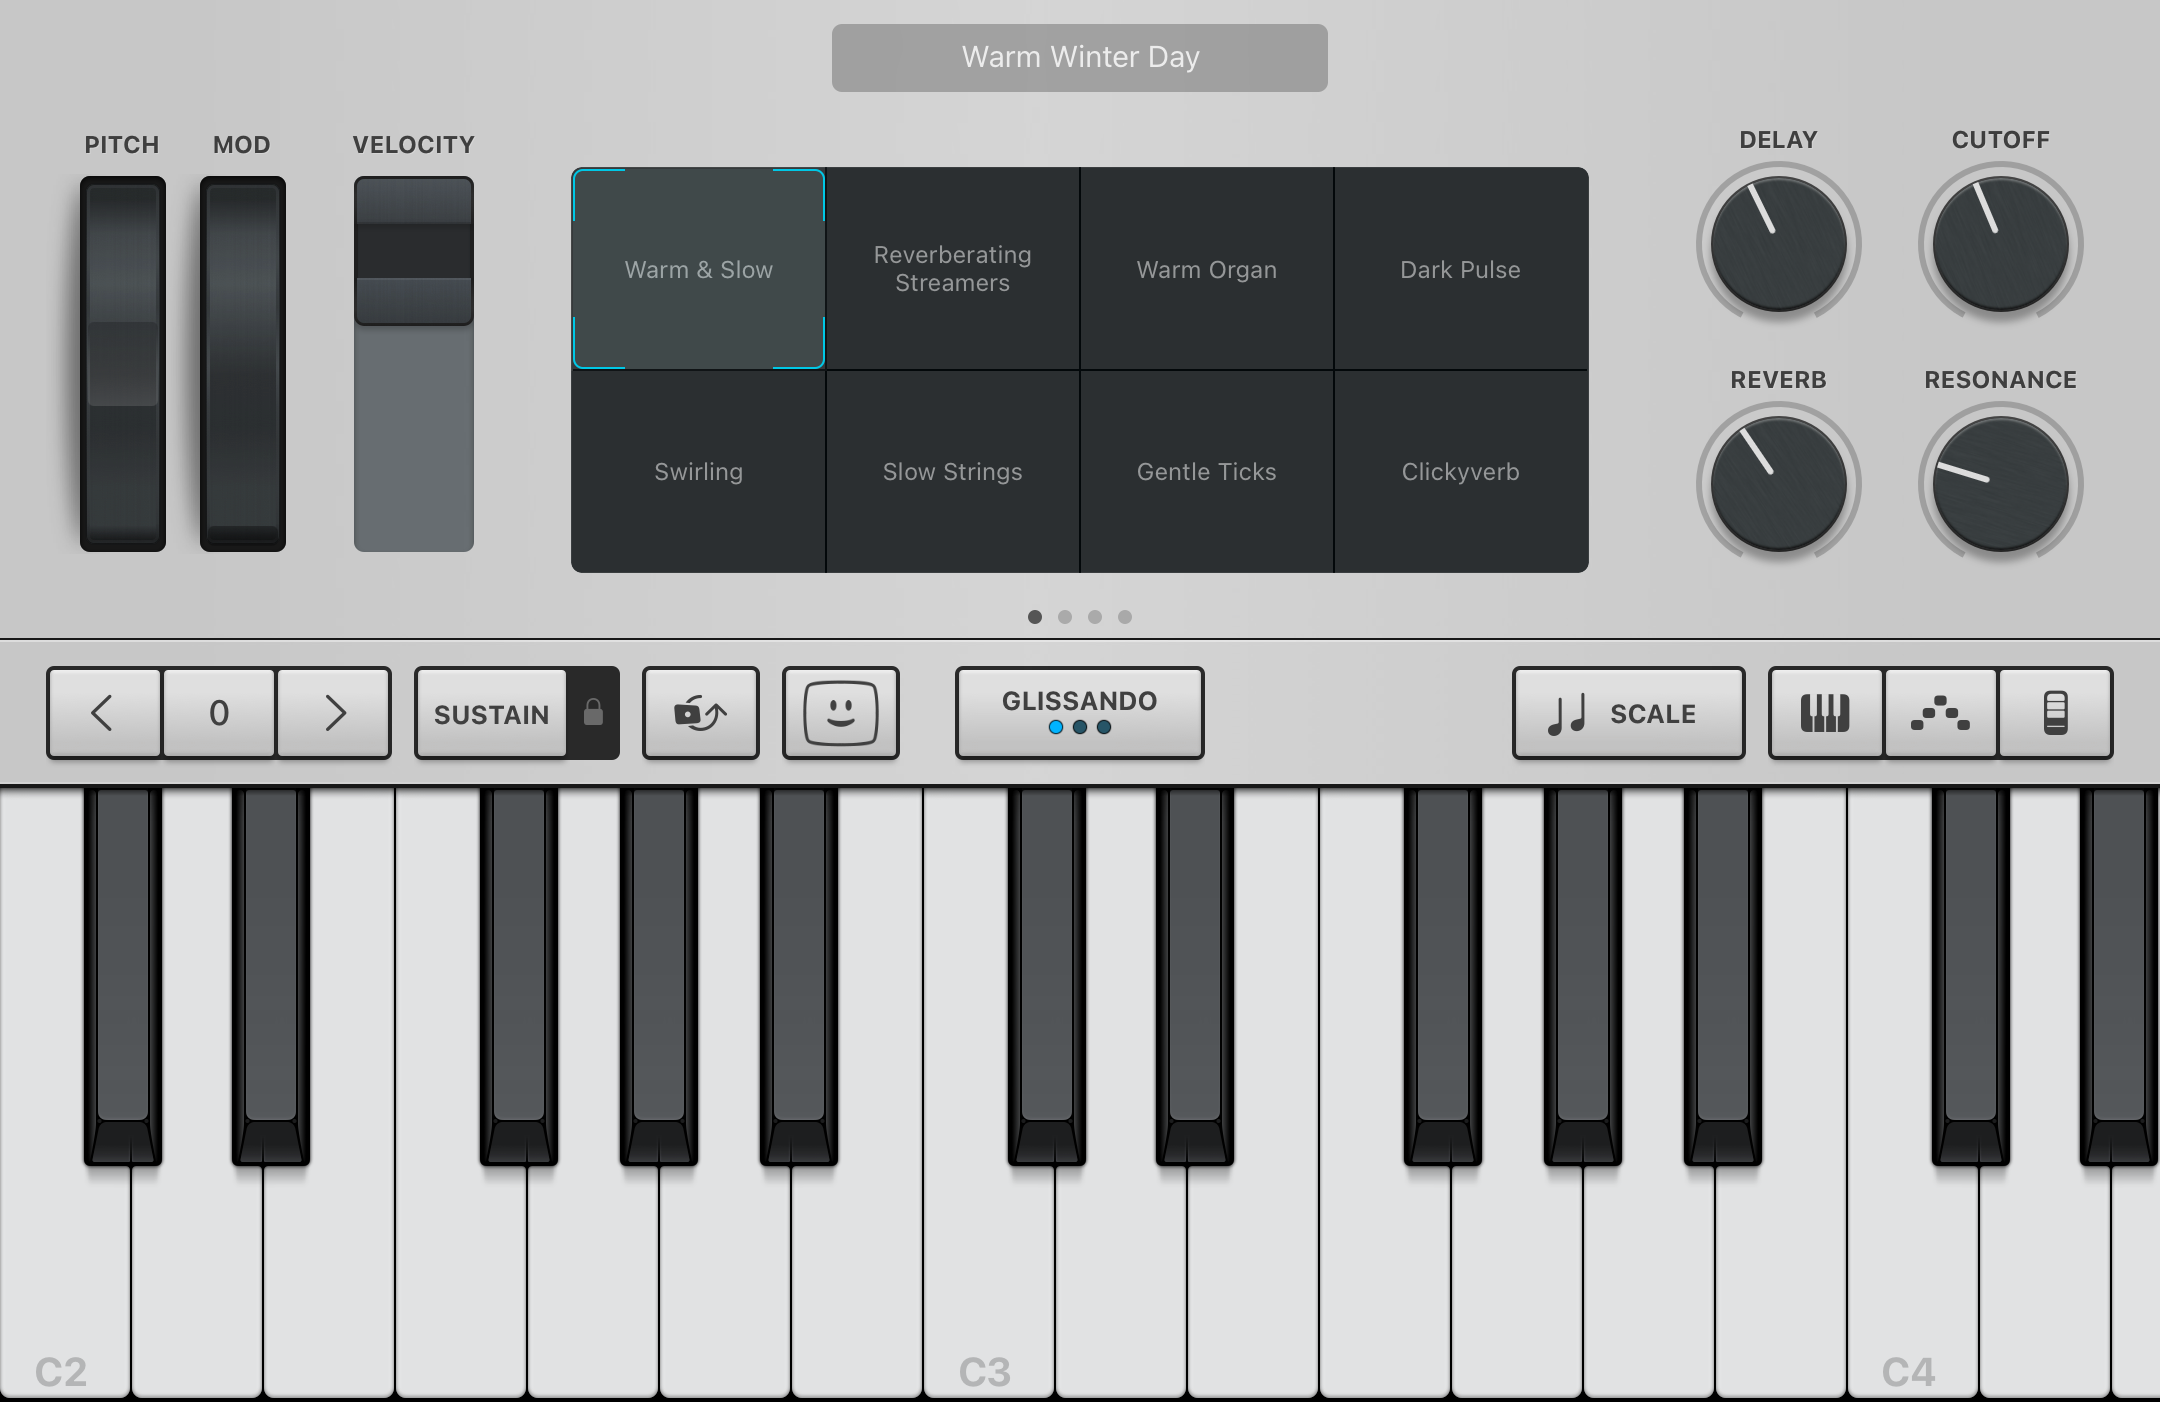 Warm Winter Day
PITCH
MOD
VELOCITY
DELAY
CUTOFF
Warm & Slow
Reverberating
Streamers
Warm Organ
Dark Pulse
REVERB
RESONANCE
Swirling
Slow Strings
Gentle Ticks
Clickyverb
0
SUSTAIN
GLISSANDO
SCALE
C2
C3
C4